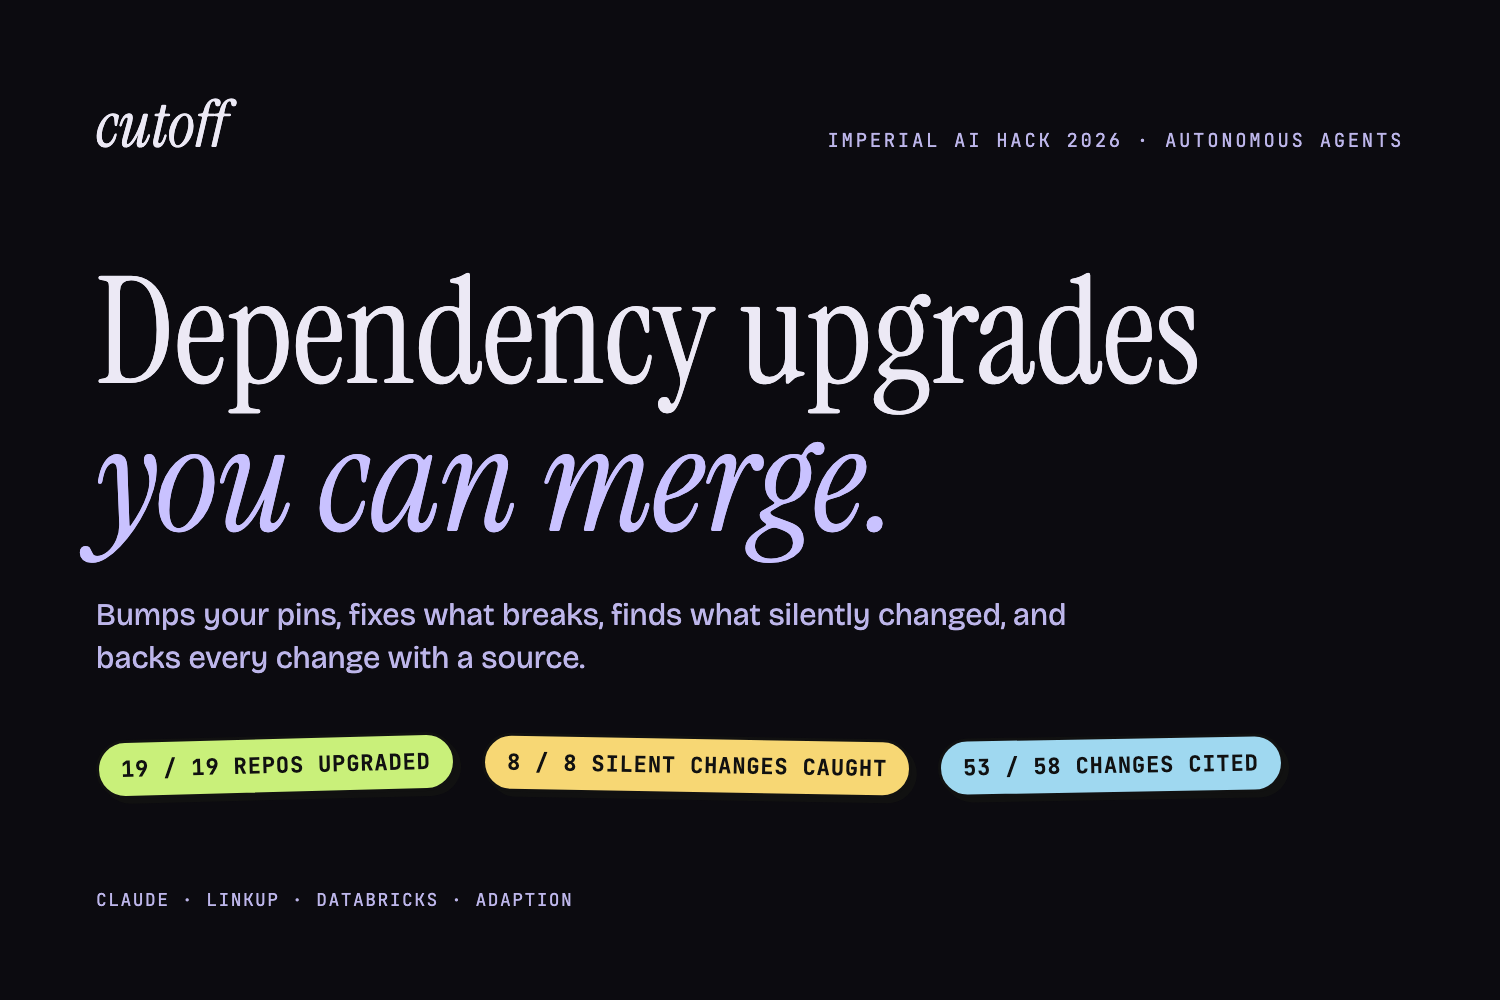 cutoff
IMPERIAL AI HACK 2026 · AUTONOMOUS AGENTS
Dependency upgrades
you can merge.
Bumps your pins, fixes what breaks, finds what silently changed, and
backs every change with a source.
19 / 19 REPOS UPGRADED
8 / 8 SILENT CHANGES CAUGHT
53 / 58 CHANGES CITED
CLAUDE · LINKUP · DATABRICKS · ADAPTION